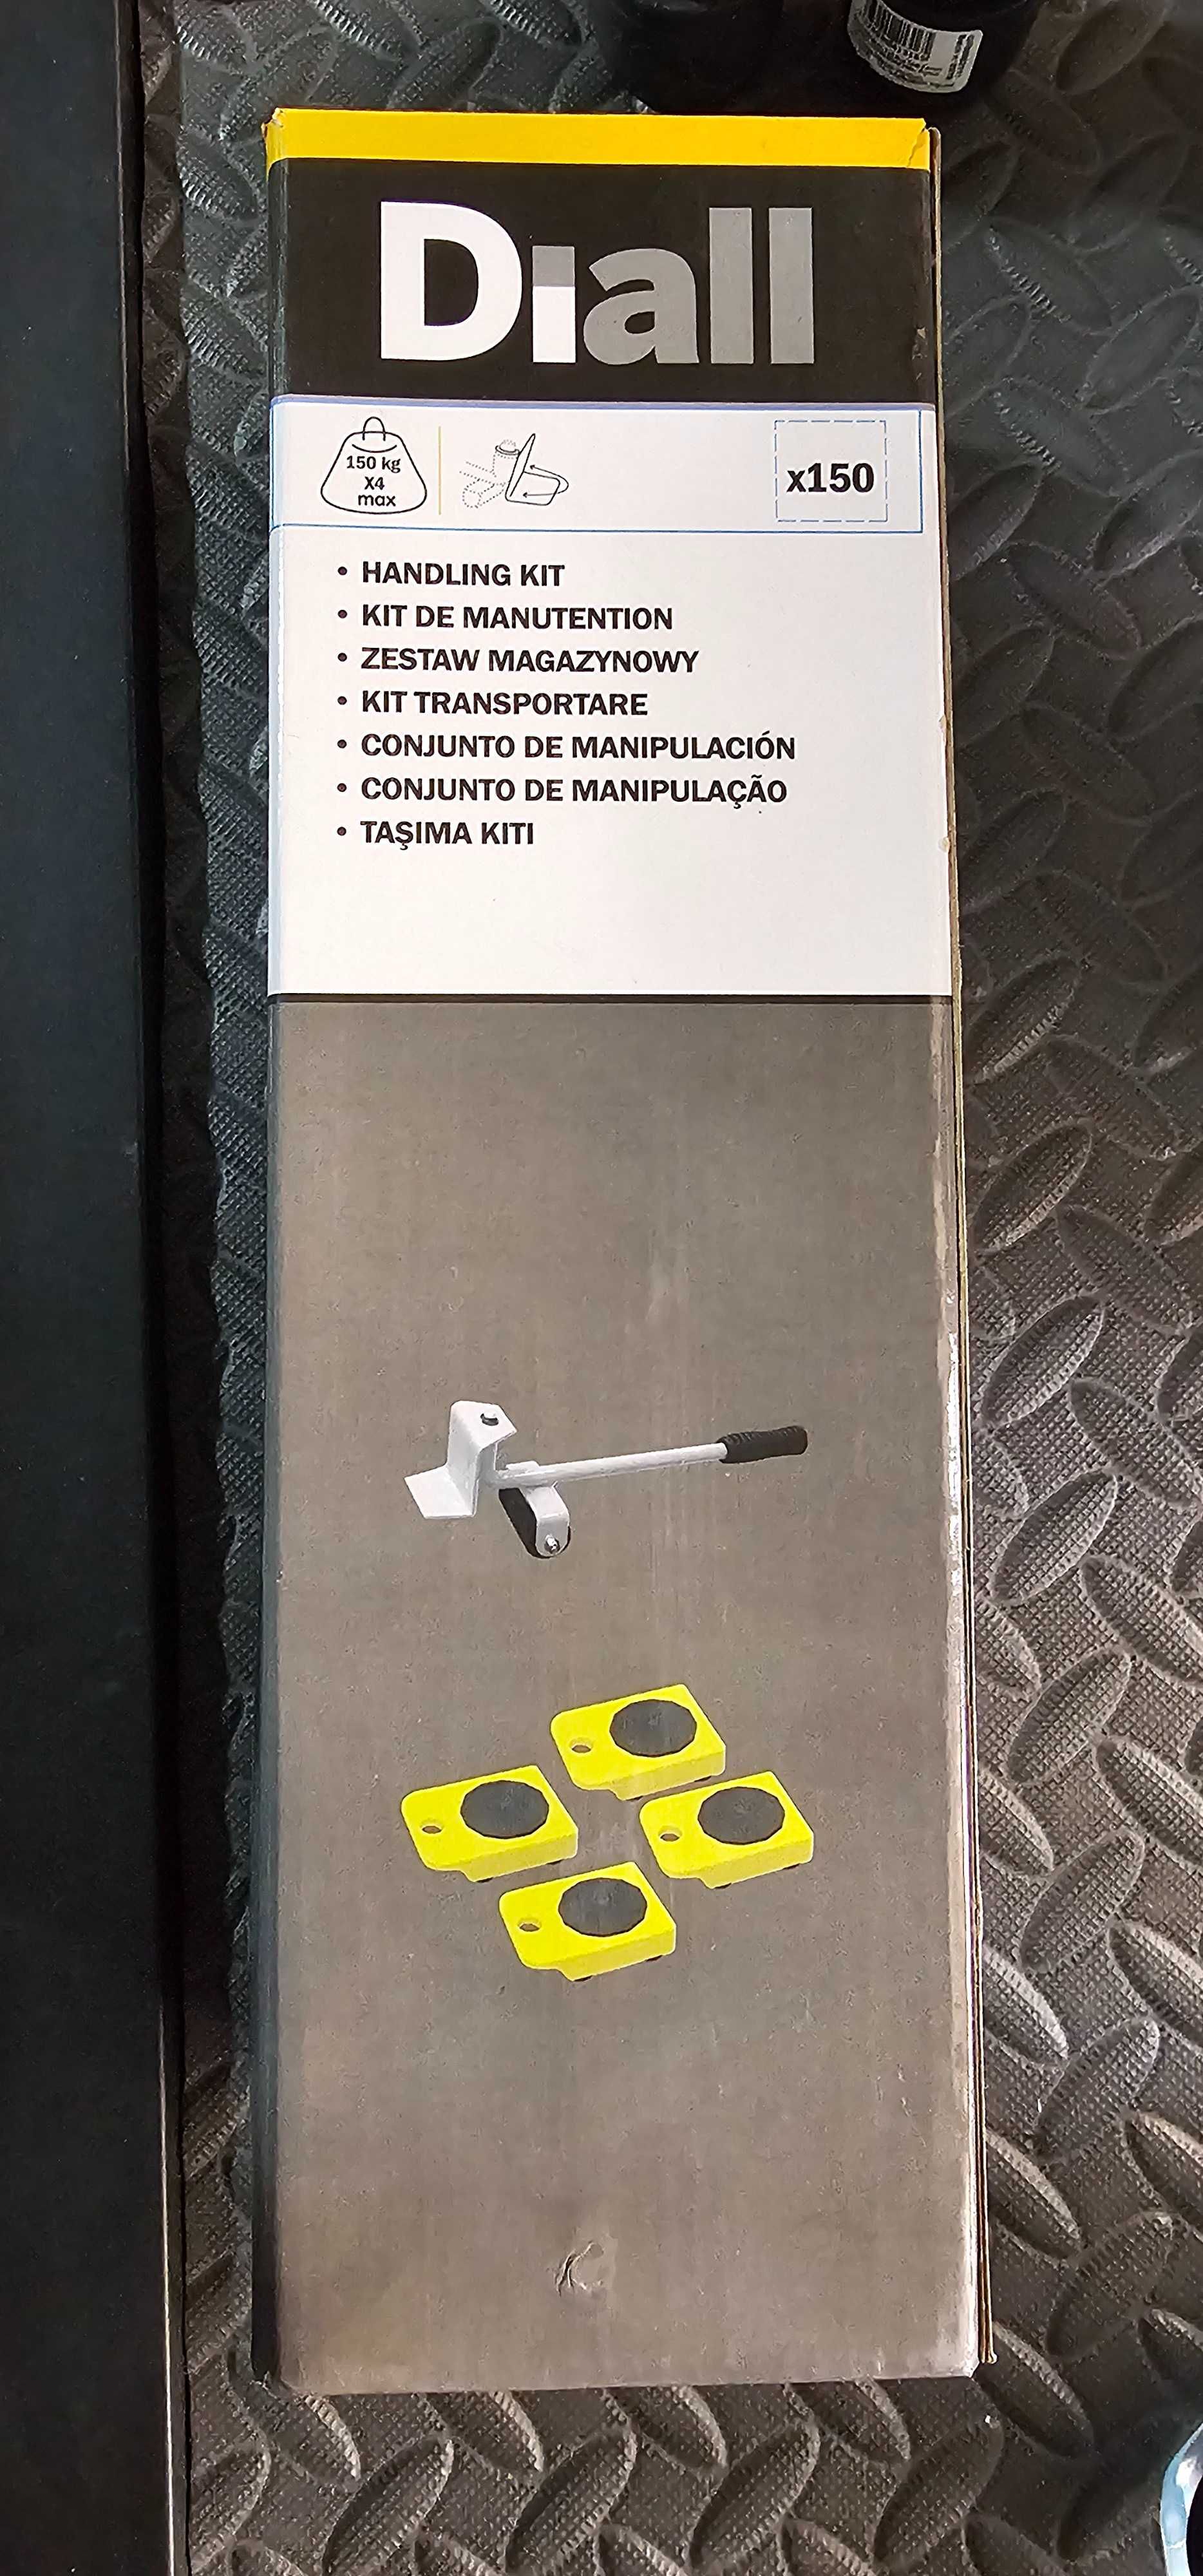 Diall
150 kg
X4
max
x150
• HANDLING KIT
• KIT DE MANUTENTION
• ZESTAW MAGAZYNOWY
• KIT TRANSPORTARE
• CONJUNTO DE MANIPULACIÓN
• CONJUNTO DE MANIPULAÇÃO
• TAŞIMA KITI